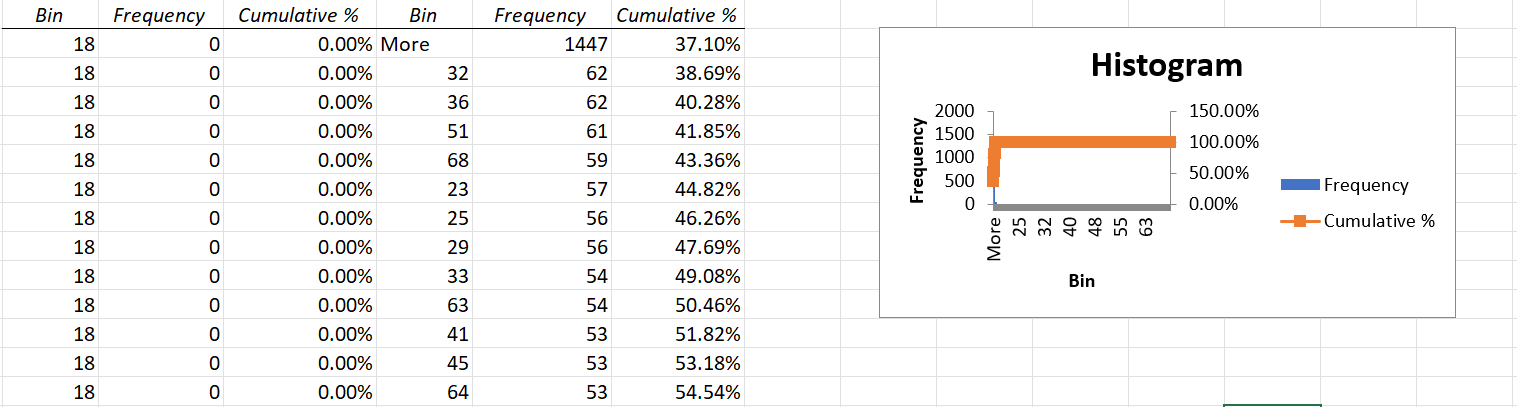 Bin Frequency Cumulative % Bin Frequency Cumulative %
18 0 0.00% More 1447 37.10%
18 0 0.00% 32 62 38.69%
18 0 0.00% 36 62 40.28%
18 0 0.00% 51 61 41.85%
18 0 0.00% 68 59 43.36%
18 0 0.00% 23 57 44.82%
18 0 0.00% 25 56 46.26%
18 0 0.00% 29 56 47.69%
18 0 0.00% 33 54 49.08%
18 0 0.00% 63 54 50.46%
18 0 0.00% 41 53 51.82%
18 0 0.00% 45 53 53.18%
18 0 0.00% 64 53 54.54%
Histogram
Frequency
2000
1500
1000
500
0
150.00%
100.00%
50.00%
0.00%
More 25 32 40 48 55 63
Bin
Frequency
Cumulative %